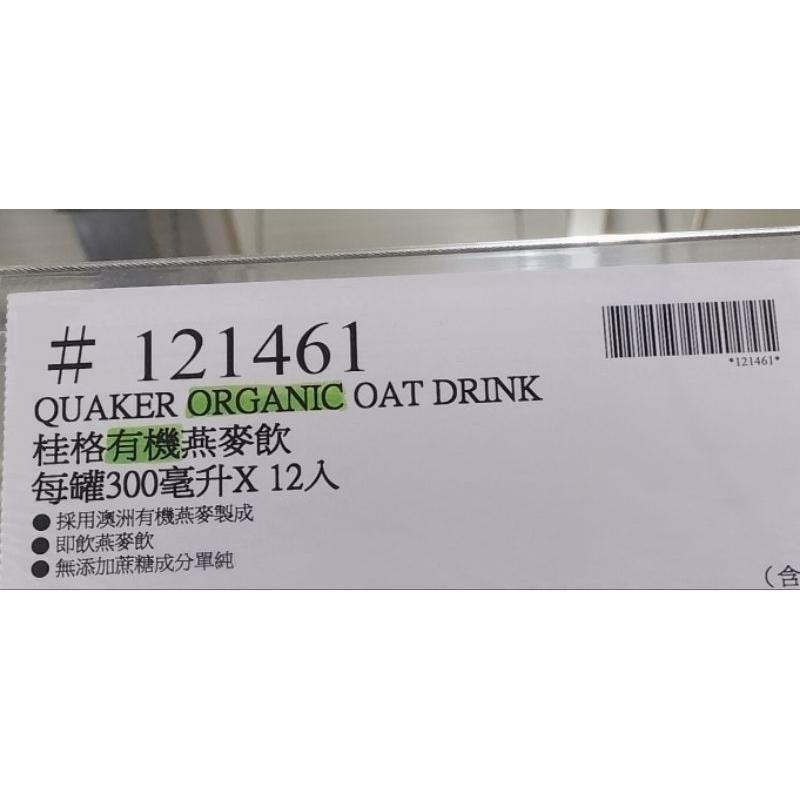 # 121461
*121461*
QUAKER ORGANIC OAT DRINK
桂格有機燕麥飲
每罐300毫升X 12入
●採用澳洲有機燕麥製成
●即飲燕麥飲
●無添加蔗糖成分單純
（含